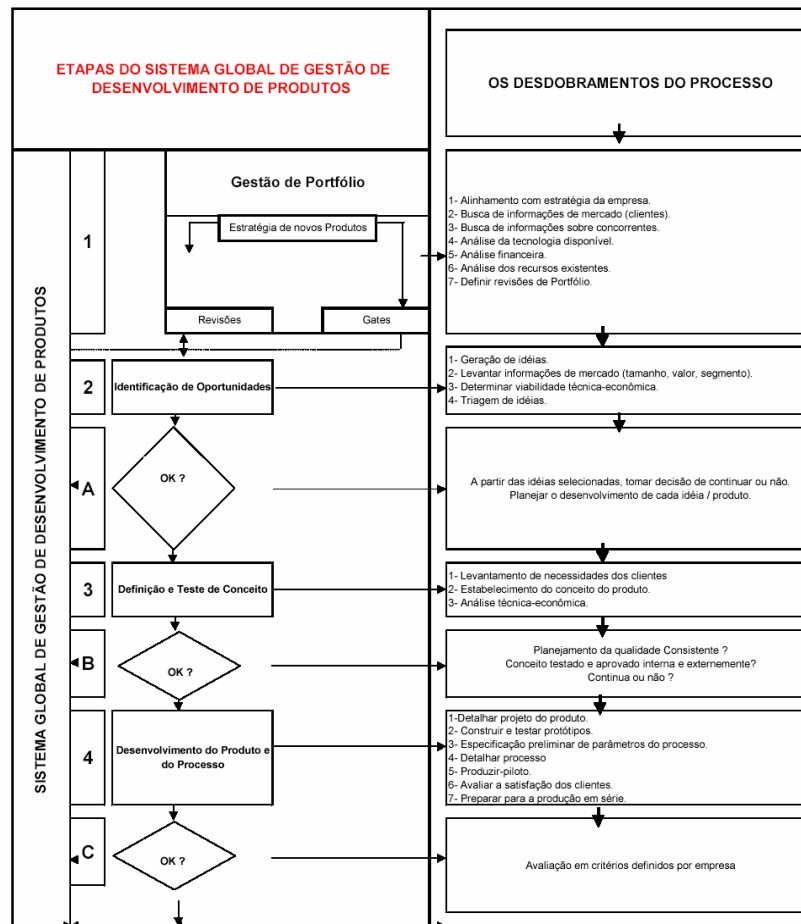 ETAPAS DO SISTEMA GLOBAL DE GESTÃO DE
DESENVOLVIMENTO DE PRODUTOS
OS DESDOBRAMENTOS DO PROCESSO
SISTEMA GLOBAL DE GESTÃO DE DESENVOLVIMENTO DE PRODUTOS
1
Gestão de Portfólio
Estratégia de novos Produtos
Revisões
Gates
1- Alinhamento com estratégia da empresa.
2- Busca de informações de mercado (clientes).
3- Busca de informações sobre concorrentes.
4- Análise da tecnologia disponível.
5- Análise financeira.
6- Análise dos recursos existentes.
7- Definir revisões de Portfólio.
2
Identificação de Oportunidades
1- Geração de idéias.
2- Levantar informações de mercado (tamanho, valor, segmento).
3- Determinar viabilidade técnica-econômica.
4- Triagem de idéias.
A
OK ?
A partir das idéias selecionadas, tomar decisão de continuar ou não.
Planejar o desenvolvimento de cada idéia / produto.
3
Definição e Teste de Conceito
1- Levantamento de necessidades dos clientes
2- Estabelecimento do conceito do produto.
3- Análise técnica-econômica.
B
OK ?
Planejamento da qualidade Consistente ?
Conceito testado e aprovado interna e externemente?
Continua ou não ?
4
Desenvolvimento do Produto e
do Processo
1-Detalhar projeto do produto.
2- Construir e testar protótipos.
3- Especificação preliminar de parâmetros do processo.
4- Detalhar processo
5- Produzir-piloto.
6- Avaliar a satisfação dos clientes.
7- Preparar para a produção em série.
C
OK ?
Avaliação em critérios definidos por empresa